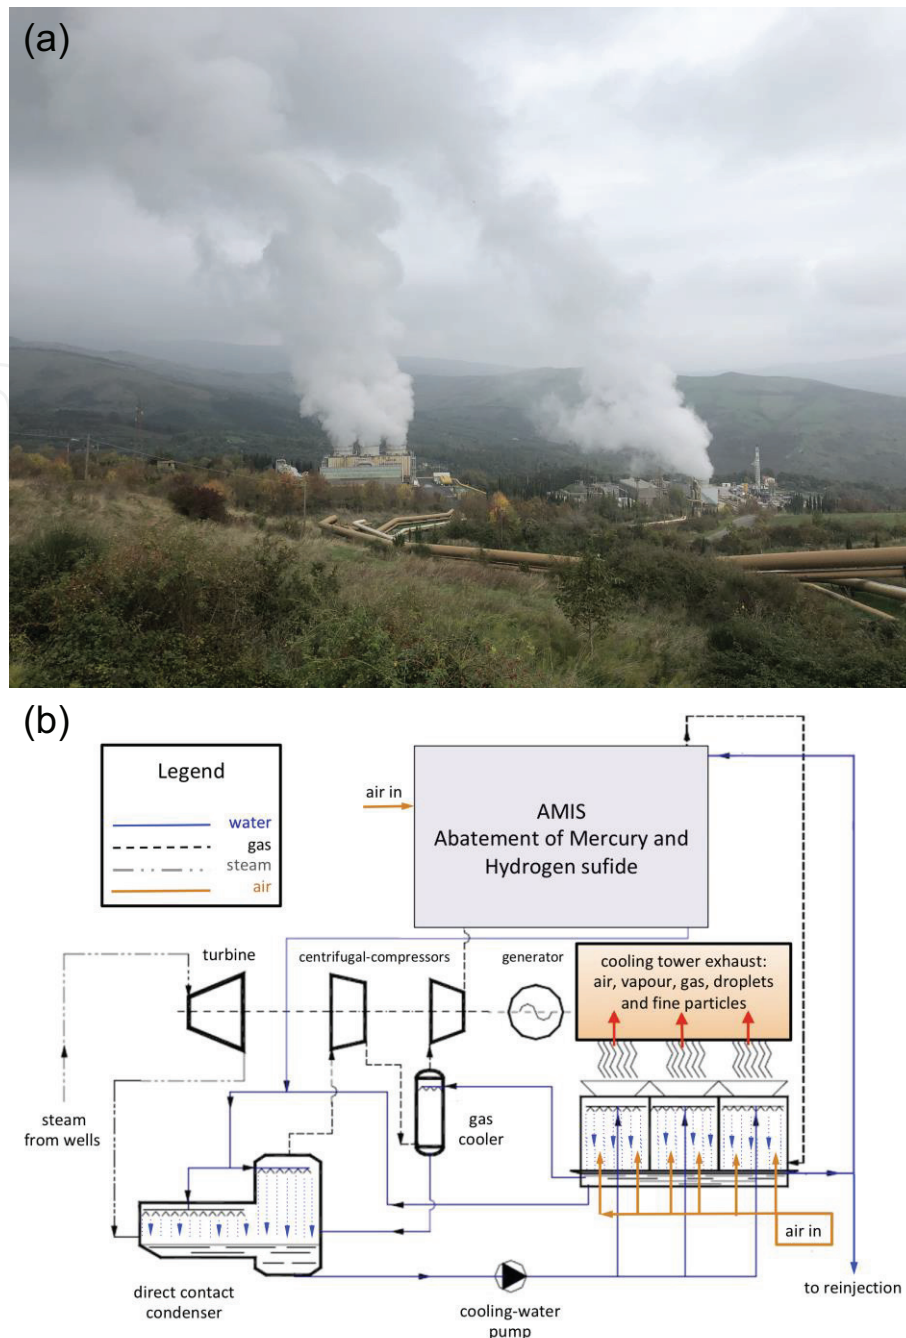 (a)
(b)
Legend
water
gas
steam
air
air in
AMIS
Abatement of Mercury and
Hydrogen sufide
turbine
centrifugal-compressors
generator
cooling tower exhaust:
air, vapour, gas, droplets
and fine particles
steam
from wells
gas
cooler
air in
direct contact
condenser
cooling-water
pump
to reinjection